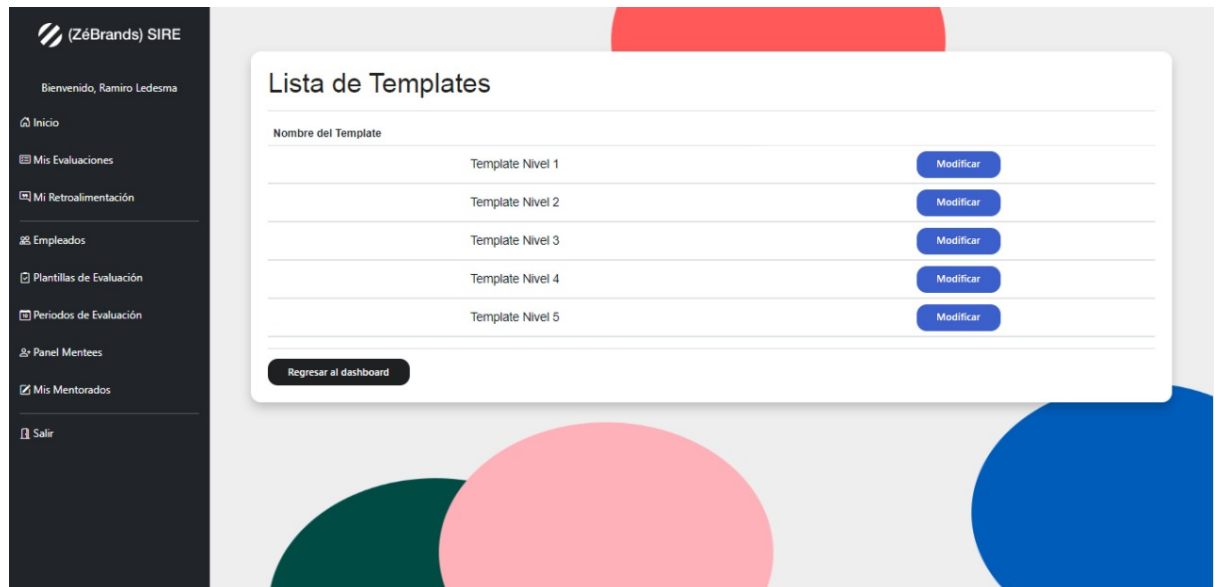 (ZéBrands) SIRE
Bienvenido, Ramiro Ledesma
Inicio
Mis Evaluaciones
Mi Retroalimentación
Empleados
Plantillas de Evaluación
Periodos de Evaluación
Panel Mentees
Mis Mentorados
Salir
Lista de Templates
Nombre del Template
Template Nivel 1 Modificar
Template Nivel 2 Modificar
Template Nivel 3 Modificar
Template Nivel 4 Modificar
Template Nivel 5 Modificar
Regresar al dashboard